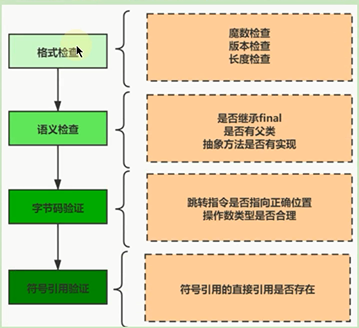 格式检查
魔数检查
版本检查
长度检查
语义检查
是否继承final
是否有父类
抽象方法是否有实现
字节码验证
跳转指令是否指向正确位置
操作数类型是否合理
符号引用验证
符号引用的直接引用是否存在